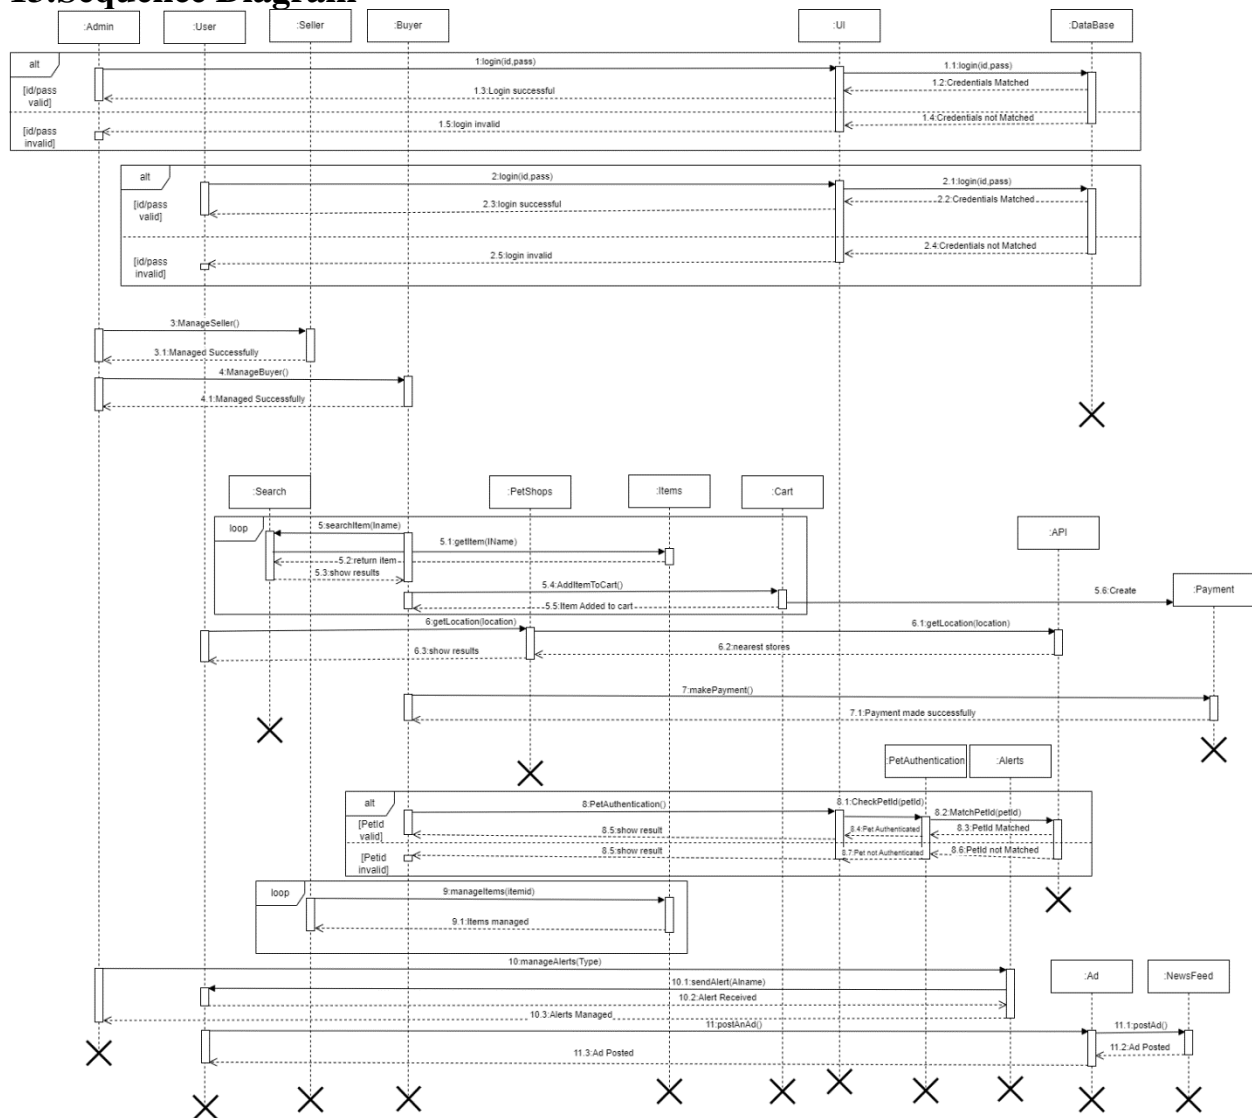 13.Sequence Diagram
:Admin
:User
:Seller
:Buyer
:UI
:DataBase
alt
1:login(id,pass)
1.1:login(id,pass)
[id/pass
valid]
1.2:Credentials Matched
1.3:Login successful
1.4:Credentials not Matched
[id/pass
invalid]
1.5:login invalid
alt
2:login(id,pass)
2.1:login(id,pass)
[id/pass
valid]
2.2:Credentials Matched
2.3:login successful
2.4:Credentials not Matched
[id/pass
invalid]
2.5:login invalid
3:ManageSeller()
3.1:Managed Successfully
4:ManageBuyer()
4.1:Managed Successfully
:Search
:PetShops
:Items
:Cart
loop
5:searchItem(Iname)
:API
5.1:getItem(IName)
5.2:return item
5.3:show results
5.4:AddItemToCart()
5.5:Item Added to cart
5.6:Create
:Payment
6:getLocation(location)
6.1:getLocation(location)
6.2:nearest stores
6.3:show results
7:makePayment()
7.1:Payment made successfully
:PetAuthentication
:Alerts
alt
8:PetAuthentication()
8.1:CheckPetId(petId)
8.2:MatchPetId(petId)
[PetId
valid]
8.3:PetId Matched
8.4:Pet Authenticated
8.5:show result
[Petid
invalid]
8.5:show result
8.7:Pet not Authenticated
8.6:PetId not Matched
loop
9:manageItems(itemid)
9.1:Items managed
10:manageAlerts(Type)
10.1:sendAlert(Alname)
:Ad
:NewsFeed
10.2:Alert Received
10.3:Alerts Managed
11:postAnAd()
11.1:postAd()
11.2:Ad Posted
11.3:Ad Posted